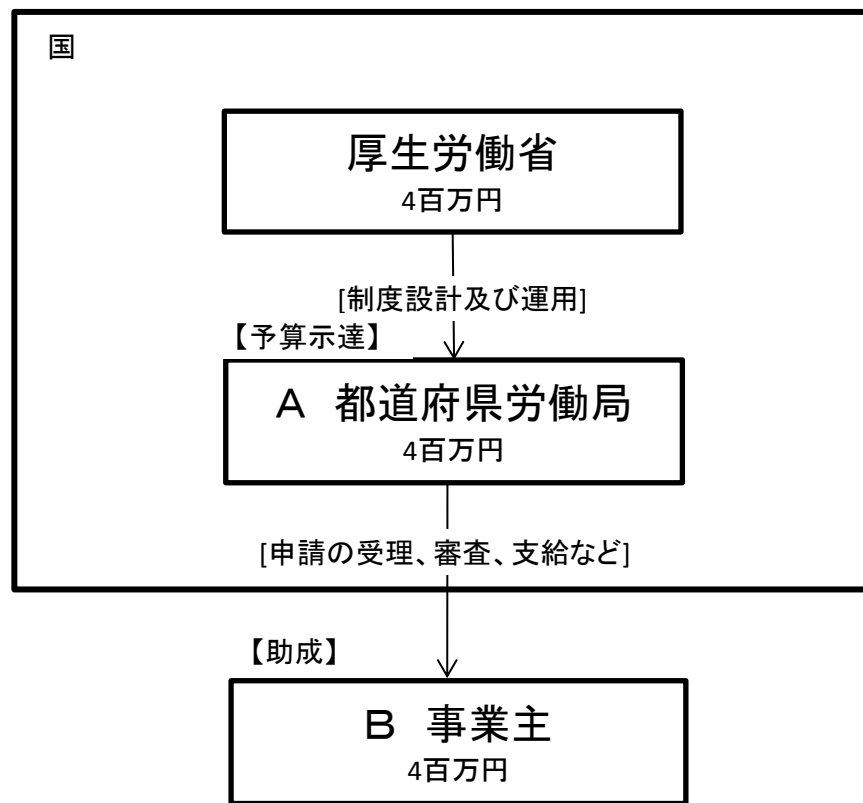 国
厚生労働省
4百万円
[制度設計及び運用]
【予算示達】
A 都道府県労働局
4百万円
[申請の受理、審査、支給など]
【助成】
B 事業主
4百万円